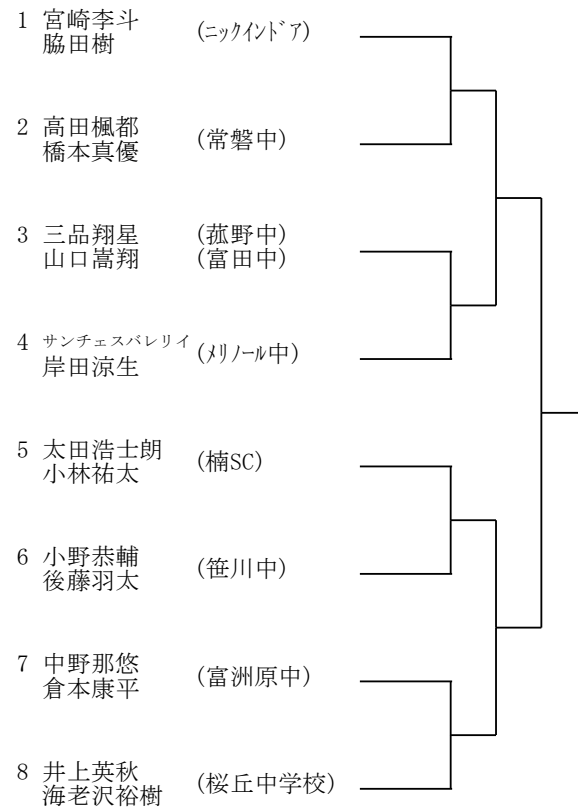 1 宮崎李斗 (ﾆｯｸｲﾝﾄﾞｱ)
脇田樹
2 高田楓都 (常磐中)
橋本真優
3 三品翔星 (菰野中)
山口嵩翔 (富田中)
4 サンチェスバレリイ (ﾒﾘﾉｰﾙ中)
岸田涼生
5 太田浩士朗 (楠SC)
小林祐太
6 小野恭輔 (笹川中)
後藤羽太
7 中野那悠 (富洲原中)
倉本康平
8 井上英秋 (桜丘中学校)
海老沢裕樹